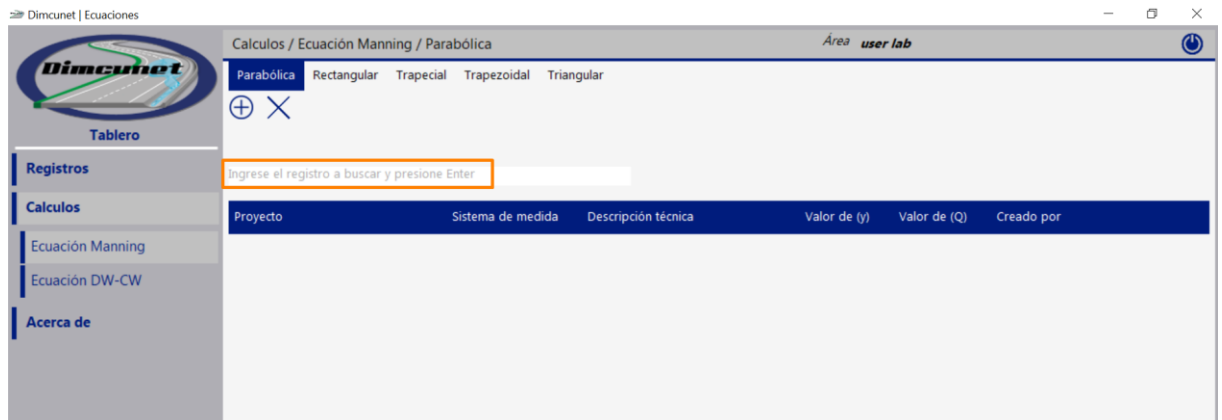 Dimcunet | Ecuaciones
Dimcunet
Tablero
Registros
Calculos
Ecuación Manning
Ecuación DW-CW
Acerca de
Calculos / Ecuación Manning / Parabólica
Área user lab
Parabólica Rectangular Trapecial Trapezoidal Triangular
Ingrese el registro a buscar y presione Enter
Proyecto Sistema de medida Descripción técnica Valor de (y) Valor de (Q) Creado por